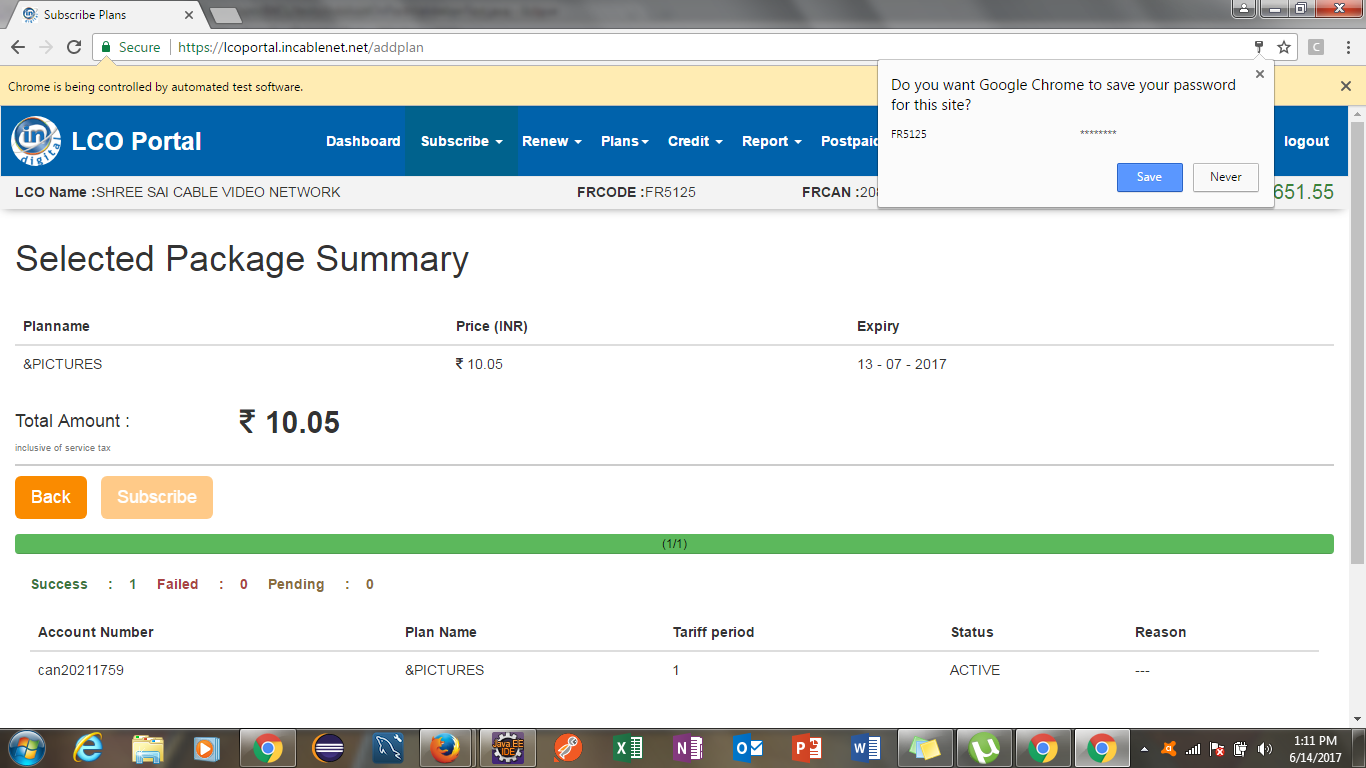 Subscribe Plans
Secure https://lcoportal.incablenet.net/addplan
Chrome is being controlled by automated test software.
Do you want Google Chrome to save your password
for this site?
FR5125 ********
Save Never
in digital LCO Portal Dashboard Subscribe Renew Plans Credit Report Postpaid logout
LCO Name :SHREE SAI CABLE VIDEO NETWORK FRCODE :FR5125 FRCAN :20 651.55
Selected Package Summary
Planname Price (INR) Expiry
&PICTURES ₹ 10.05 13 - 07 - 2017
Total Amount : ₹ 10.05
inclusive of service tax
Back Subscribe
(1/1)
Success : 1 Failed : 0 Pending : 0
Account Number Plan Name Tariff period Status Reason
can20211759 &PICTURES 1 ACTIVE ---
Java EE IDE
1:11 PM
6/14/2017